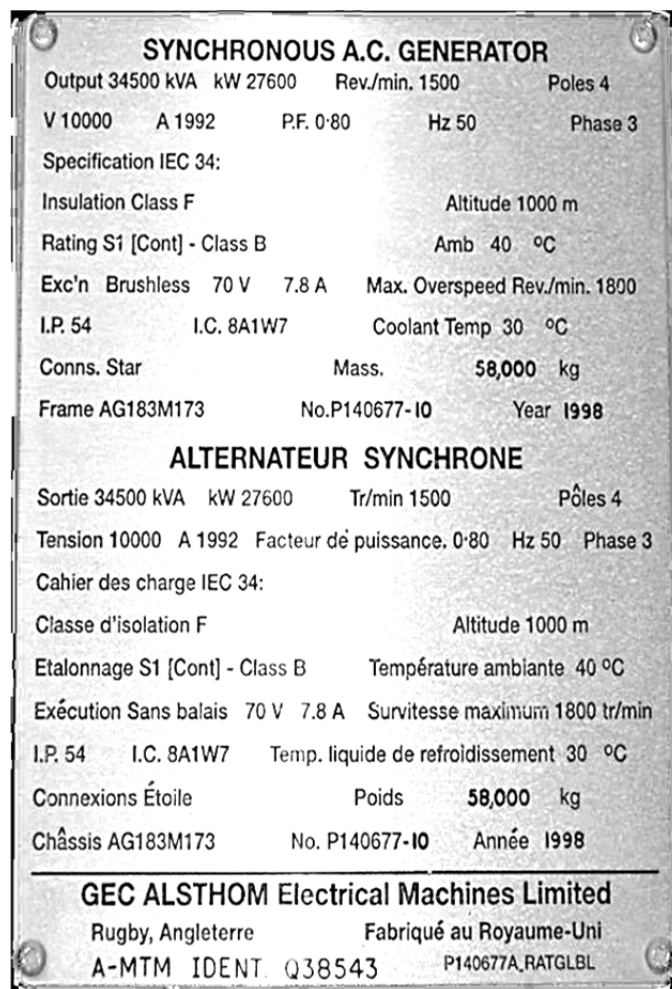 SYNCHRONOUS A.C. GENERATOR
Output 34500 kVA kW 27600 Rev./min. 1500 Poles 4
V 10000 A 1992 P.F. 0·80 Hz 50 Phase 3
Specification IEC 34:
Insulation Class F Altitude 1000 m
Rating S1 [Cont] - Class B Amb 40 ºC
Exc'n Brushless 70 V 7.8 A Max. Overspeed Rev./min. 1800
I.P. 54 I.C. 8A1W7 Coolant Temp 30 ºC
Conns. Star Mass. 58,000 kg
Frame AG183M173 No.P140677-10 Year 1998
ALTERNATEUR SYNCHRONE
Sortie 34500 kVA kW 27600 Tr/min 1500 Pôles 4
Tension 10000 A 1992 Facteur de puissance. 0·80 Hz 50 Phase 3
Cahier des charge IEC 34:
Classe d'isolation F Altitude 1000 m
Etalonnage S1 [Cont] - Class B Température ambiante 40 ºC
Exécution Sans balais 70 V 7.8 A Survitesse maximum 1800 tr/min
I.P. 54 I.C. 8A1W7 Temp. liquide de refroidissement 30 ºC
Connexions Étoile Poids 58,000 kg
Châssis AG183M173 No. P140677-10 Année 1998
GEC ALSTHOM Electrical Machines Limited
Rugby, Angleterre Fabriqué au Royaume-Uni
A-MTM IDENT. Q38543 P140677A_RATGLBL